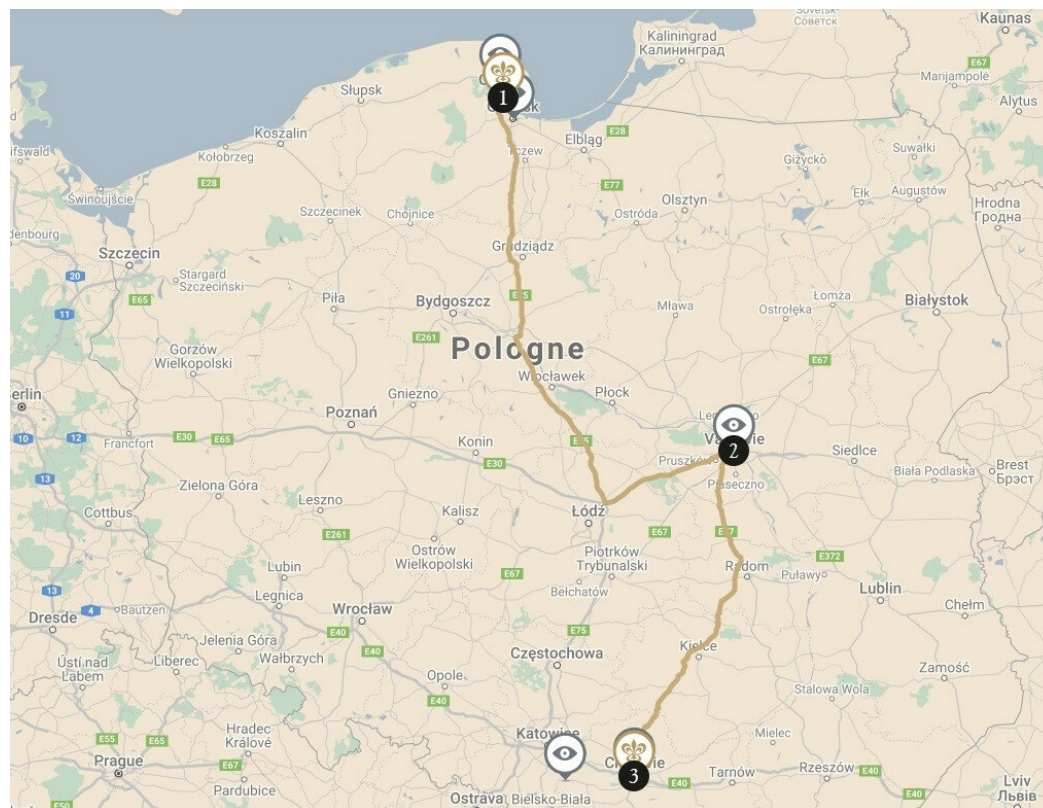 Sovetsk
Советск
Kaunas
Kaliningrad
Калининград
E67
Marijampolė
Alytus
Słupsk
1
Koszalin
Elbląg
E28
Tczew
Suwałki
Kołobrzeg
Giżycko
Świnoujście
E28
E77
Ełk
Augustów
Hrodna
Гродна
Szczecinek
Chojnice
Olsztyn
Ostróda
Grudziądz
Szczecin
20
Stargard
Szczeciński
E65
Piła
Bydgoszcz
E75
Mława
Łomża
Ostrołęka
Białystok
11
E261
Pologne
E67
Gorzów
Wielkopolski
Włocławek
Płock
Gniezno
Poznań
10
12
Francfort
E30
E65
Konin
E30
2
Pruszków
Piaseczno
Siedlce
Biała Podlaska
Brest
Брэст
13
Zielona Góra
Leszno
Kalisz
Łódź
E67
Cottbus
E261
Ostrów
Wielkopolski
Piotrków
Trybunalski
E372
Radom
Puławy
Lublin
E67
Bełchatów
Lubin
Legnica
13
4
Bautzen
Dresde
Wrocław
E40
E40
E75
Chełm
Jelenia Góra
Wałbrzych
Częstochowa
Kielce
Ústí nad
Labem
Liberec
Opole
E40
Zamość
Stalowa Wola
E55
E65
Hradec
Králové
E67
Katowice
Mielec
Prague
3
E40
Tarnów
Rzeszów
E40
E40
Pardubice
Ostrava
Bielsko-Biała
E50
Lviv
Львів